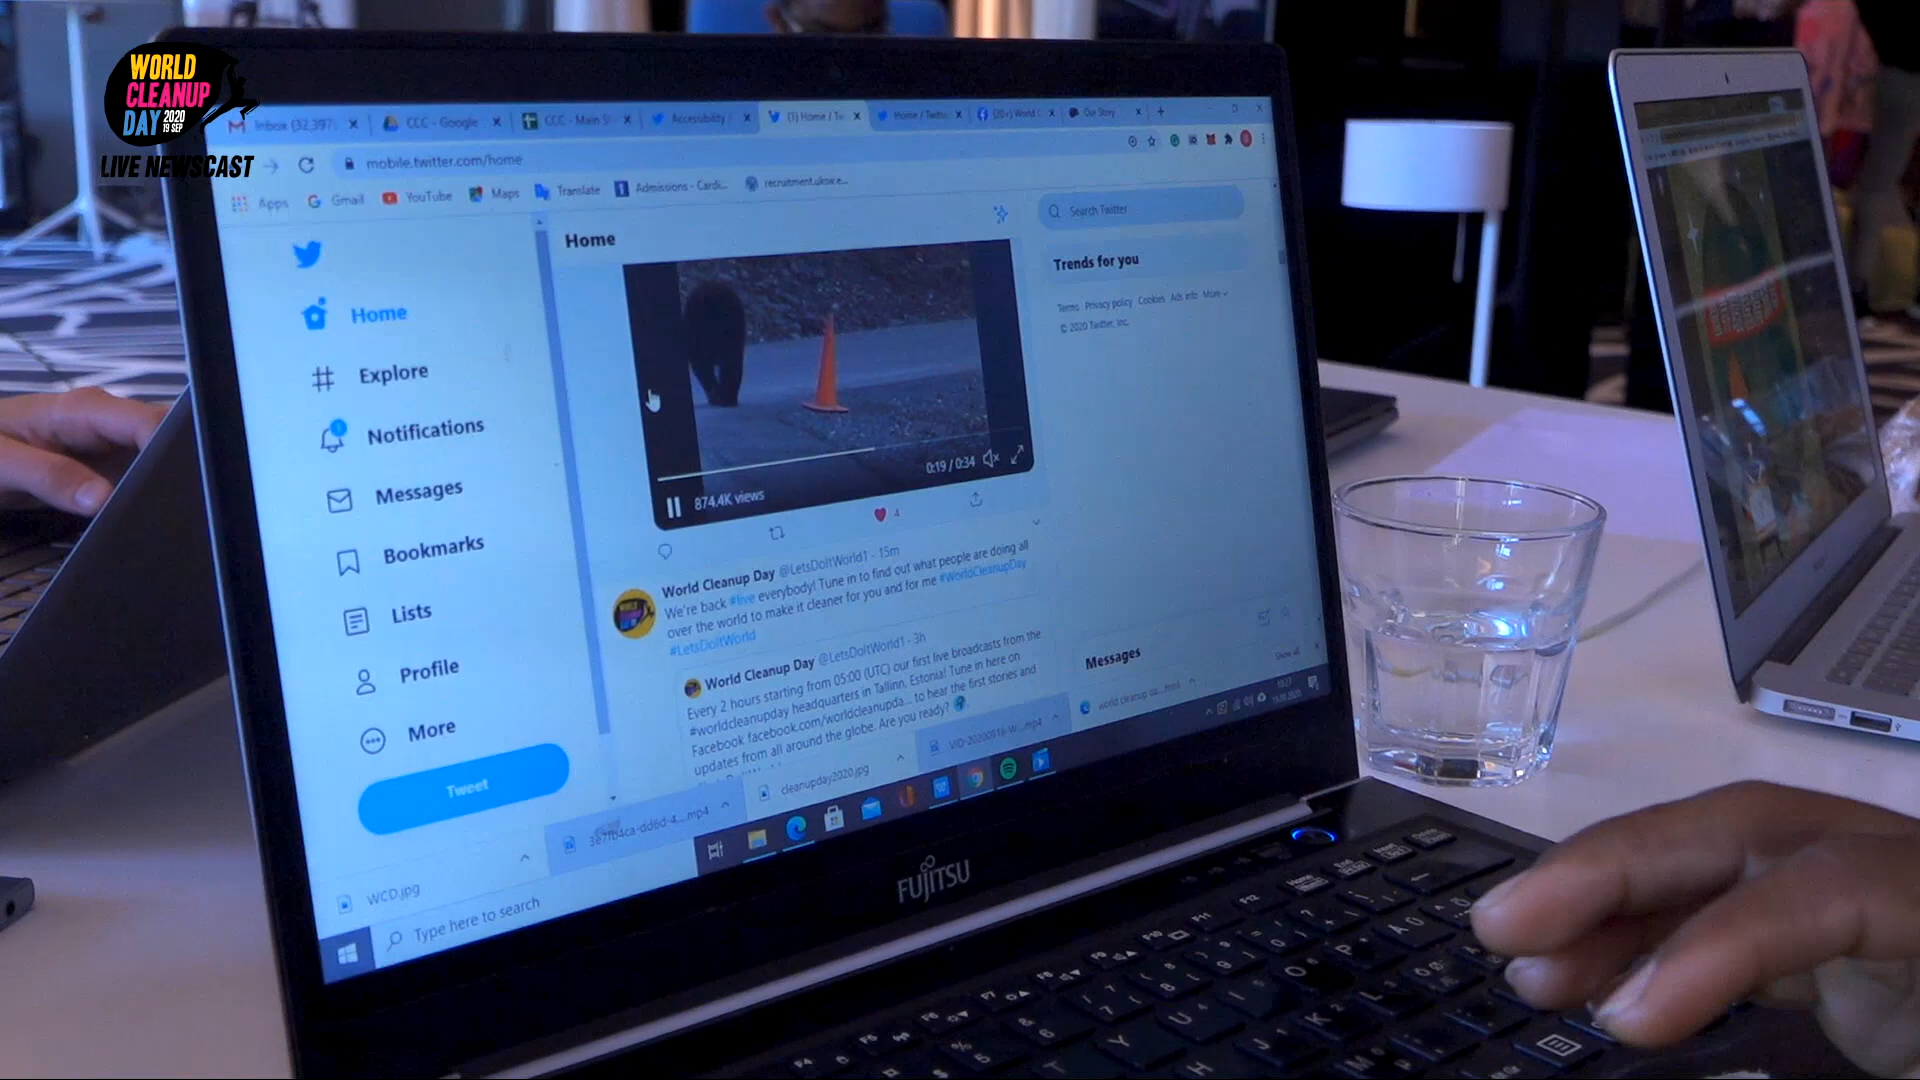 WORLD
CLEANUP
DAY 2020
19 SEP
LIVE NEWSCAST
Inbox (32,397)
CCC - Google
CCC - Main S
Accessibility /
(1) Home / Tw
Home / Twitte
(20+) World C
Our Story
mobile.twitter.com/home
Apps
Gmail
YouTube
Maps
Translate
Admissions - Cardi...
recruitment.uksw.e...
Home
Search Twitter
Home
Explore
Notifications
Messages
Bookmarks
Lists
Profile
More
Tweet
0:19 / 0:34
874.4K views
4
World Cleanup Day @LetsDoItWorld1 - 15m
We're back #live everybody! Tune in to find out what people are doing all
over the world to make it cleaner for you and for me #WorldCleanupDay
#LetsDoItWorld
World Cleanup Day @LetsDoItWorld1 - 3h
Every 2 hours starting from 05:00 (UTC) our first live broadcasts from the
#worldcleanupday headquarters in Tallinn, Estonia! Tune in here on
Facebook facebook.com/worldcleanupda... to hear the first stories and
updates from all around the globe. Are you ready?
Trends for you
Terms Privacy policy Cookies Ads info More
© 2020 Twitter, Inc.
Messages
WCD.jpg
3e7fb4ca-dd6d-4....mp4
cleanupday2020.jpg
VID-20200916-W....mp4
world cleanup da....html
Show all
Type here to search
FUJITSU